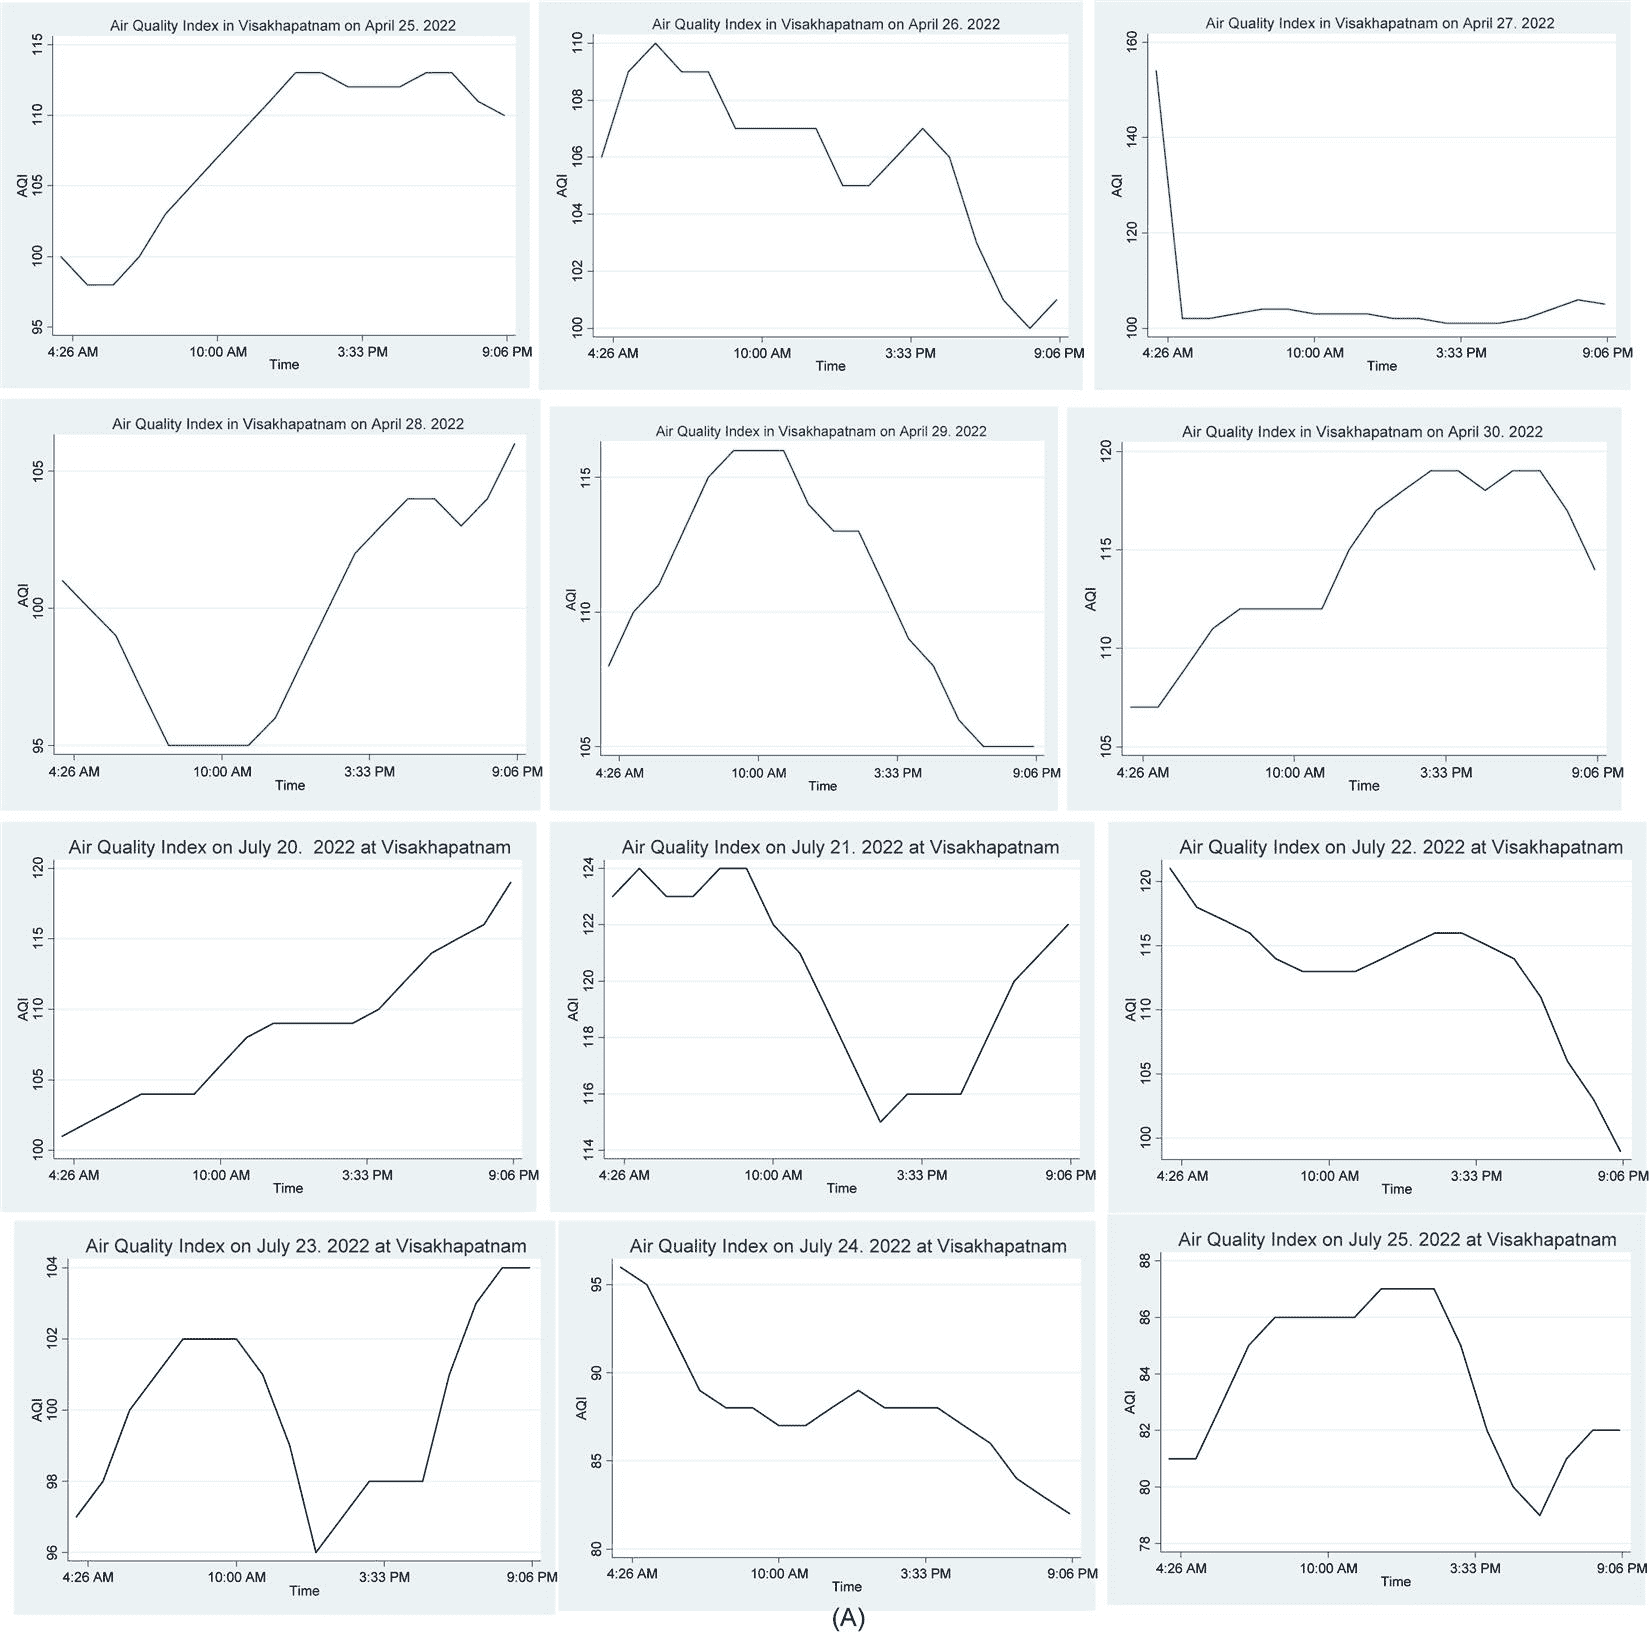 Air Quality Index in Visakhapatnam on April 25. 2022
115
110
105
100
95
AQI
4:26 AM 10:00 AM 3:33 PM 9:06 PM
Time
Air Quality Index in Visakhapatnam on April 26. 2022
110
108
106
104
102
100
AQI
4:26 AM 10:00 AM 3:33 PM 9:06 PM
Time
Air Quality Index in Visakhapatnam on April 27. 2022
160
140
120
100
AQI
4:26 AM 10:00 AM 3:33 PM 9:06 PM
Time
Air Quality Index in Visakhapatnam on April 28. 2022
105
100
95
AQI
4:26 AM 10:00 AM 3:33 PM 9:06 PM
Time
Air Quality Index in Visakhapatnam on April 29. 2022
115
110
105
AQI
4:26 AM 10:00 AM 3:33 PM 9:06 PM
Time
Air Quality Index in Visakhapatnam on April 30. 2022
120
115
110
105
AQI
4:26 AM 10:00 AM 3:33 PM 9:06 PM
Time
Air Quality Index on July 20. 2022 at Visakhapatnam
120
115
110
105
100
AQI
4:26 AM 10:00 AM 3:33 PM 9:06 PM
Time
Air Quality Index on July 21. 2022 at Visakhapatnam
124
122
120
118
116
114
AQI
4:26 AM 10:00 AM 3:33 PM 9:06 PM
Time
Air Quality Index on July 22. 2022 at Visakhapatnam
120
115
110
105
100
AQI
4:26 AM 10:00 AM 3:33 PM 9:06 PM
Time
Air Quality Index on July 23. 2022 at Visakhapatnam
104
102
100
98
96
AQI
4:26 AM 10:00 AM 3:33 PM 9:06 PM
Time
Air Quality Index on July 24. 2022 at Visakhapatnam
95
90
85
80
AQI
4:26 AM 10:00 AM 3:33 PM 9:06 PM
Time
Air Quality Index on July 25. 2022 at Visakhapatnam
88
86
84
82
80
78
AQI
4:26 AM 10:00 AM 3:33 PM 9:06 PM
Time
(A)